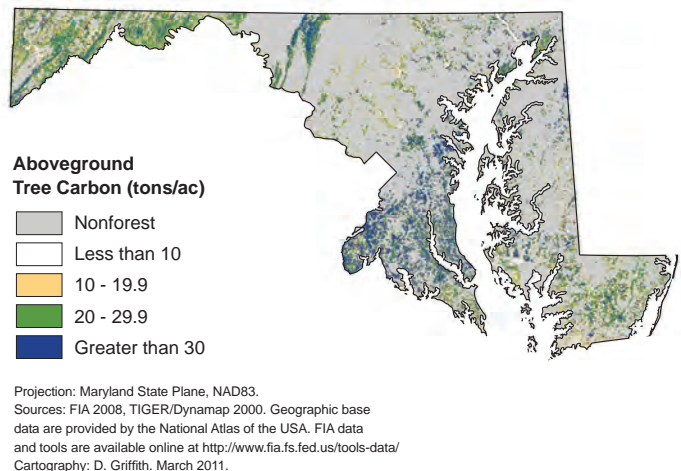 Aboveground
Tree Carbon (tons/ac)
Nonforest
Less than 10
10 - 19.9
20 - 29.9
Greater than 30
Projection: Maryland State Plane, NAD83.
Sources: FIA 2008, TIGER/Dynamap 2000. Geographic base
data are provided by the National Atlas of the USA. FIA data
and tools are available online at http://www.fia.fs.fed.us/tools-data/
Cartography: D. Griffith. March 2011.